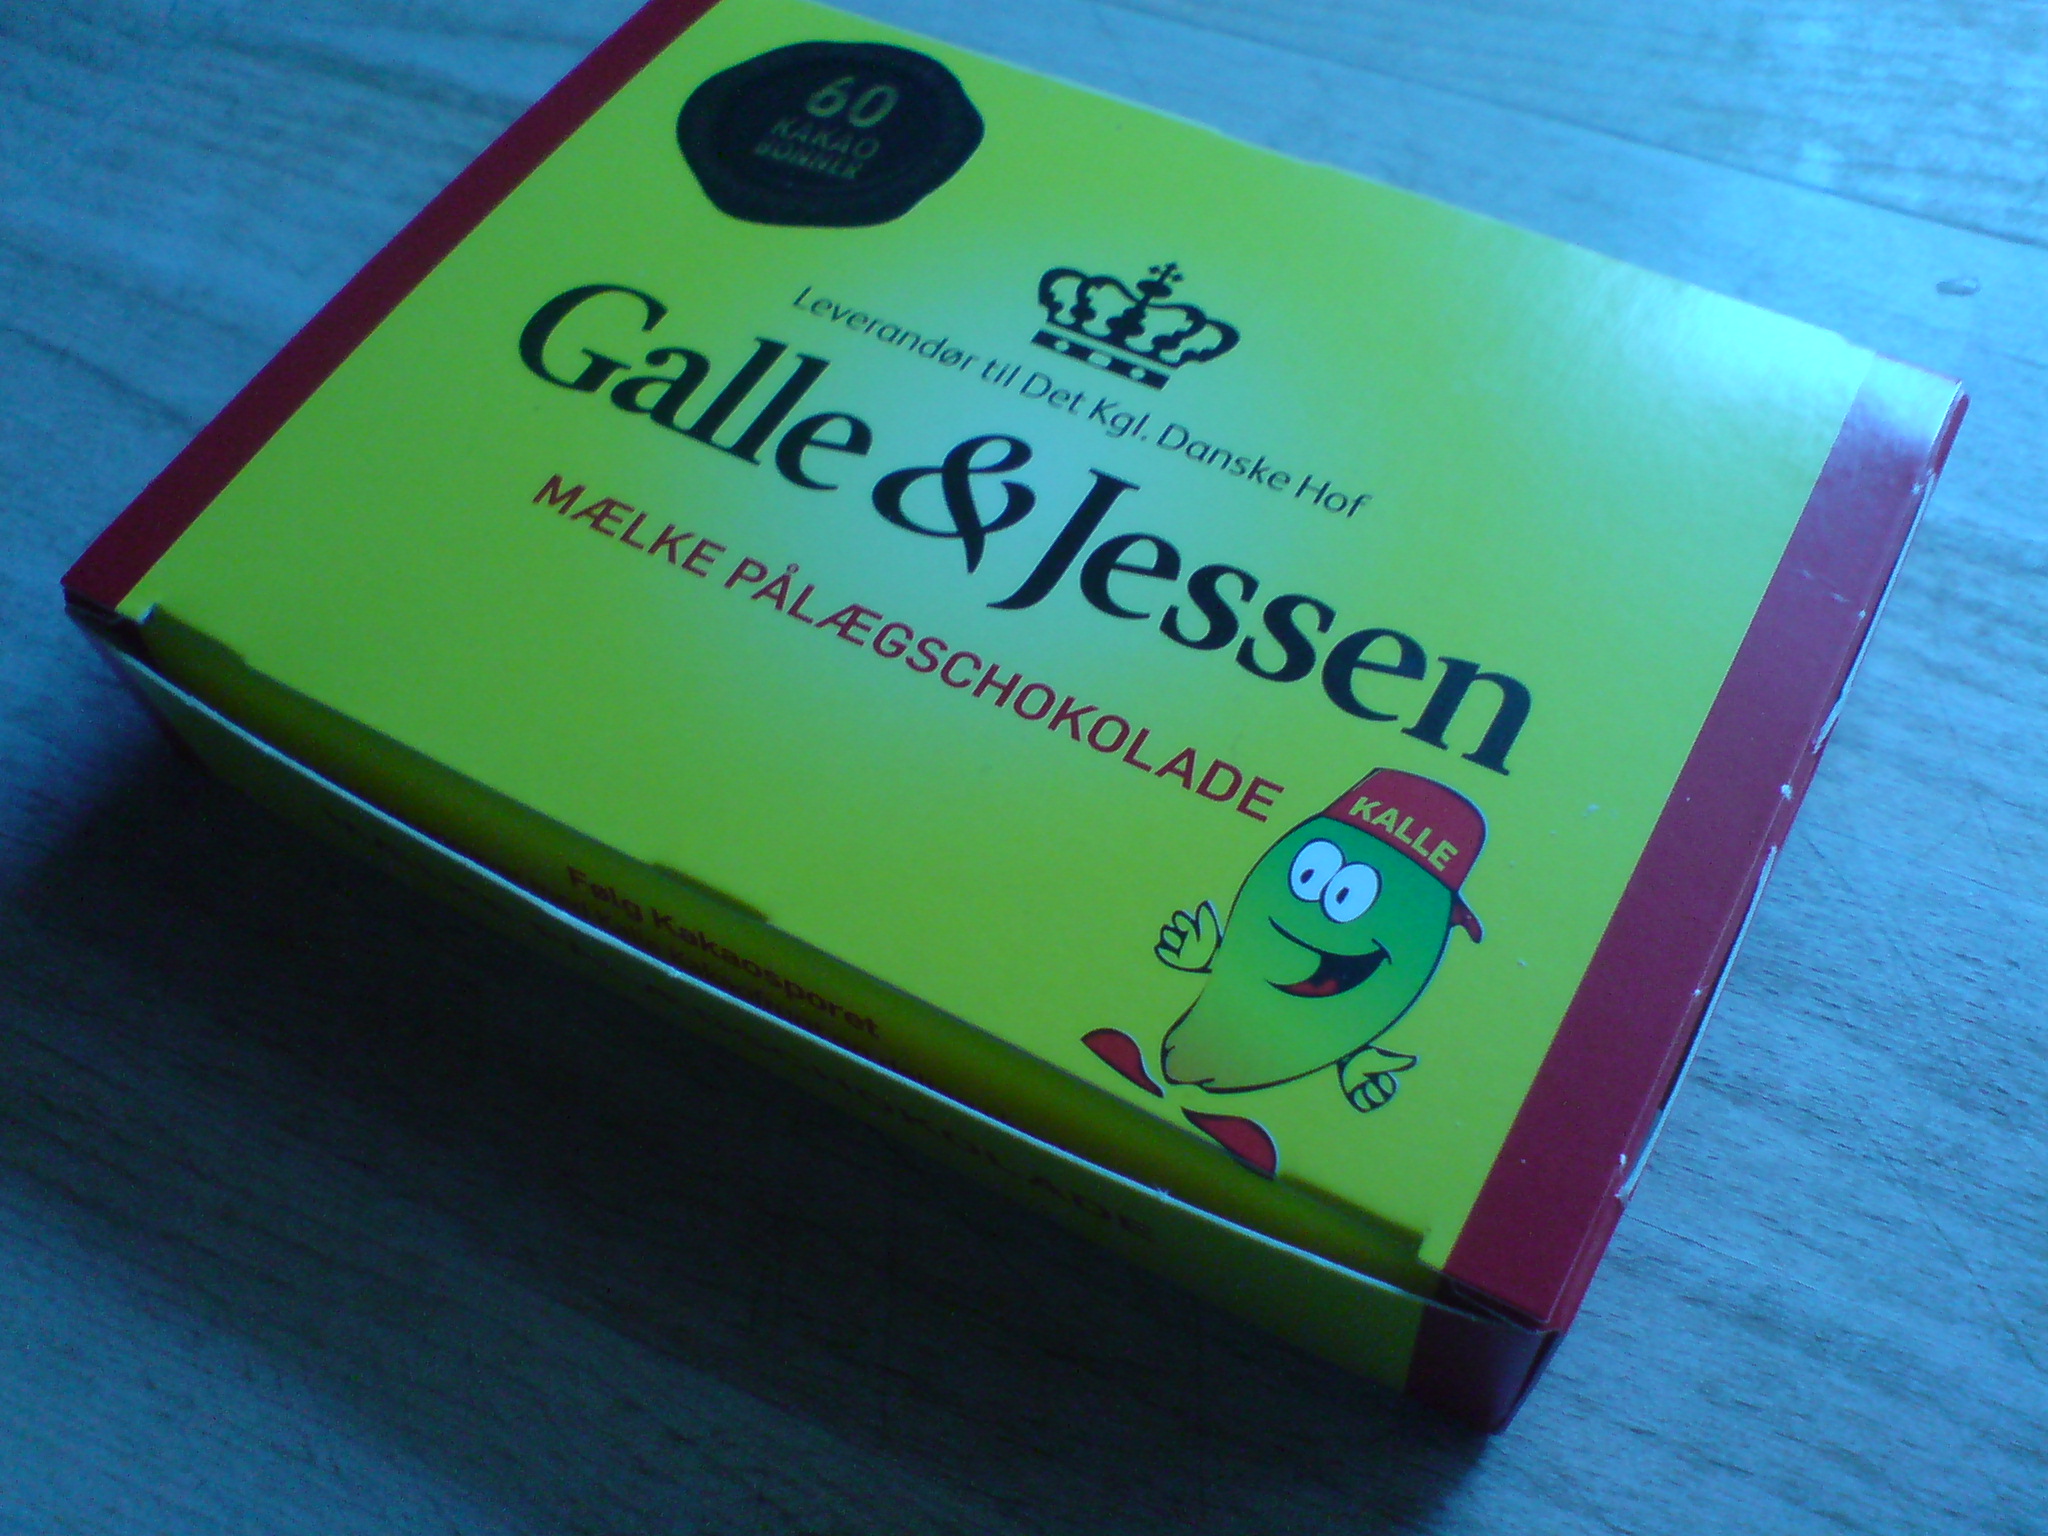 60
KAKAO
BØNNER
Leverandør til Det Kgl. Danske Hof
Galle & Jessen
MÆLKE PÅLÆGSCHOKOLADE
KALLE
Følg Kakaosporet